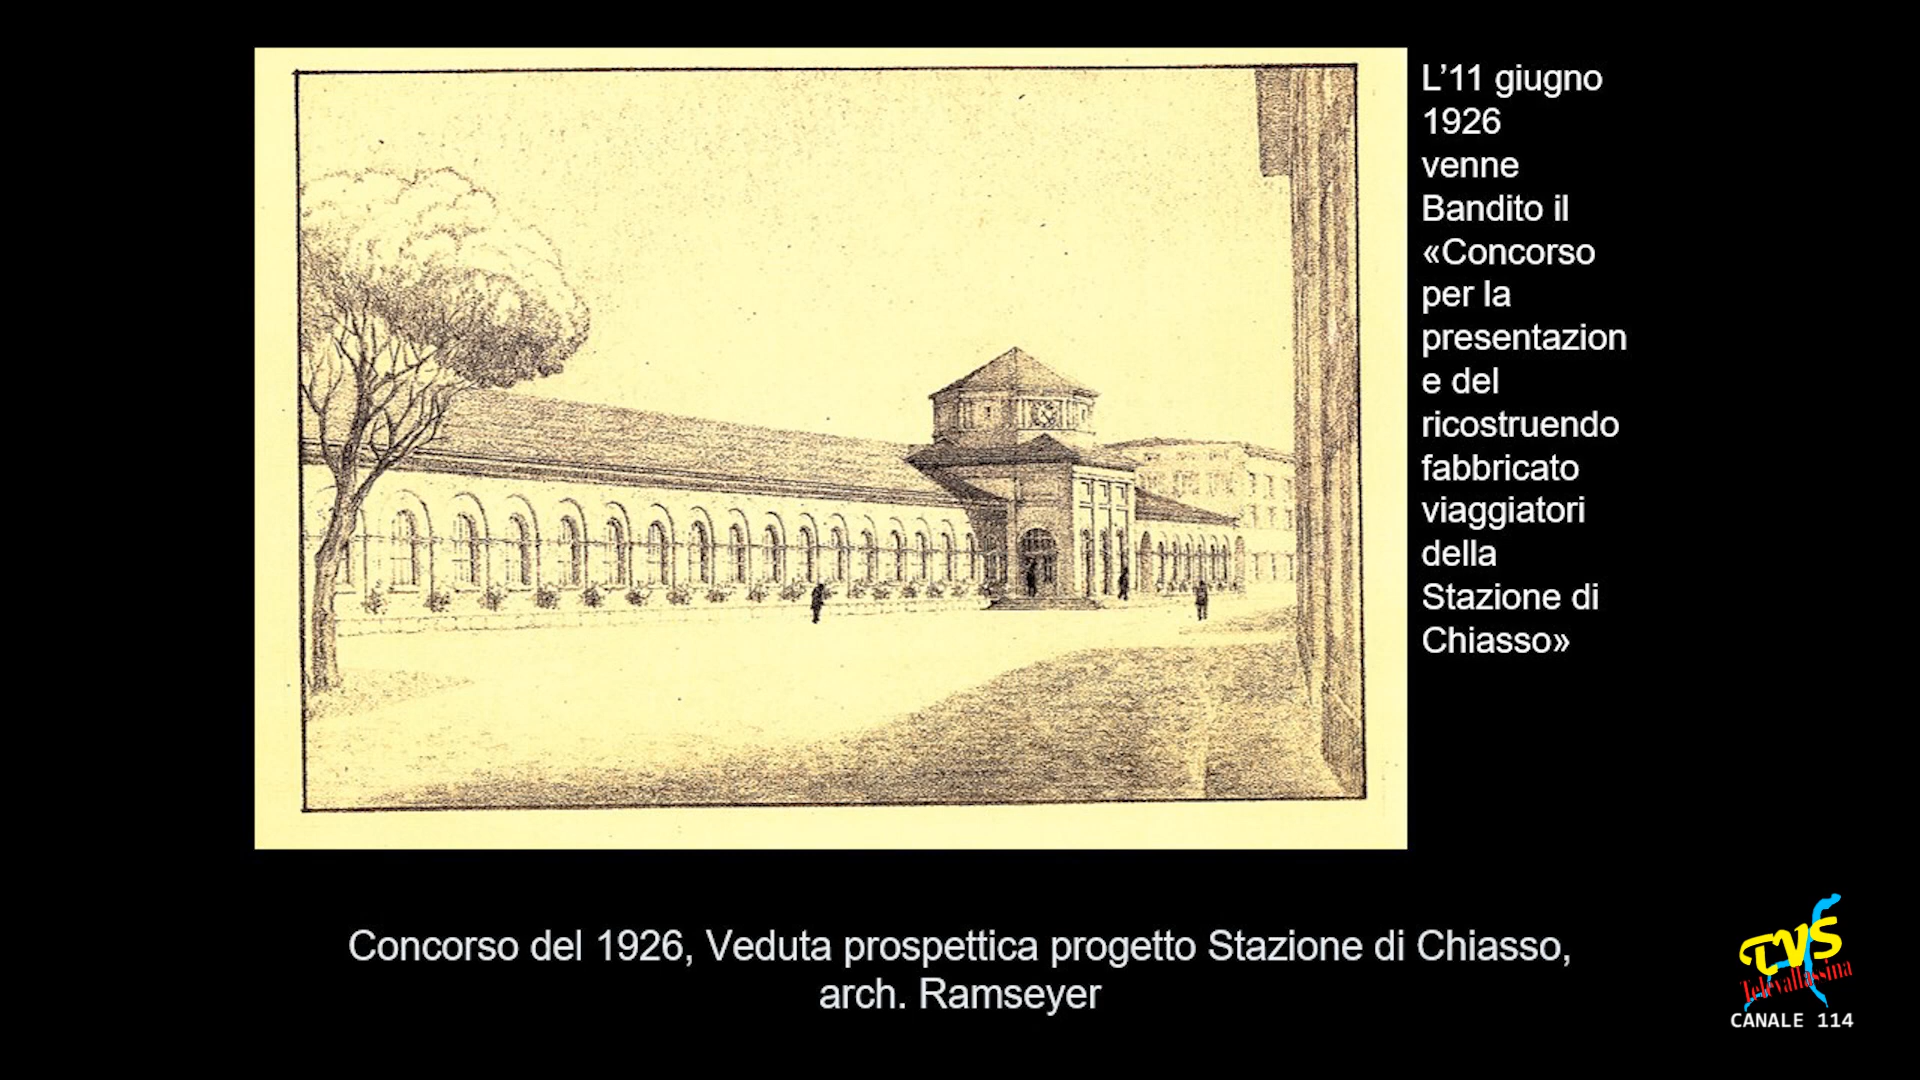 L’11 giugno
1926
venne
Bandito il
«Concorso
per la
presentazion
e del
ricostruendo
fabbricato
viaggiatori
della
Stazione di
Chiasso»
Concorso del 1926, Veduta prospettica progetto Stazione di Chiasso,
arch. Ramseyer
TVS
Televallassina
CANALE 114